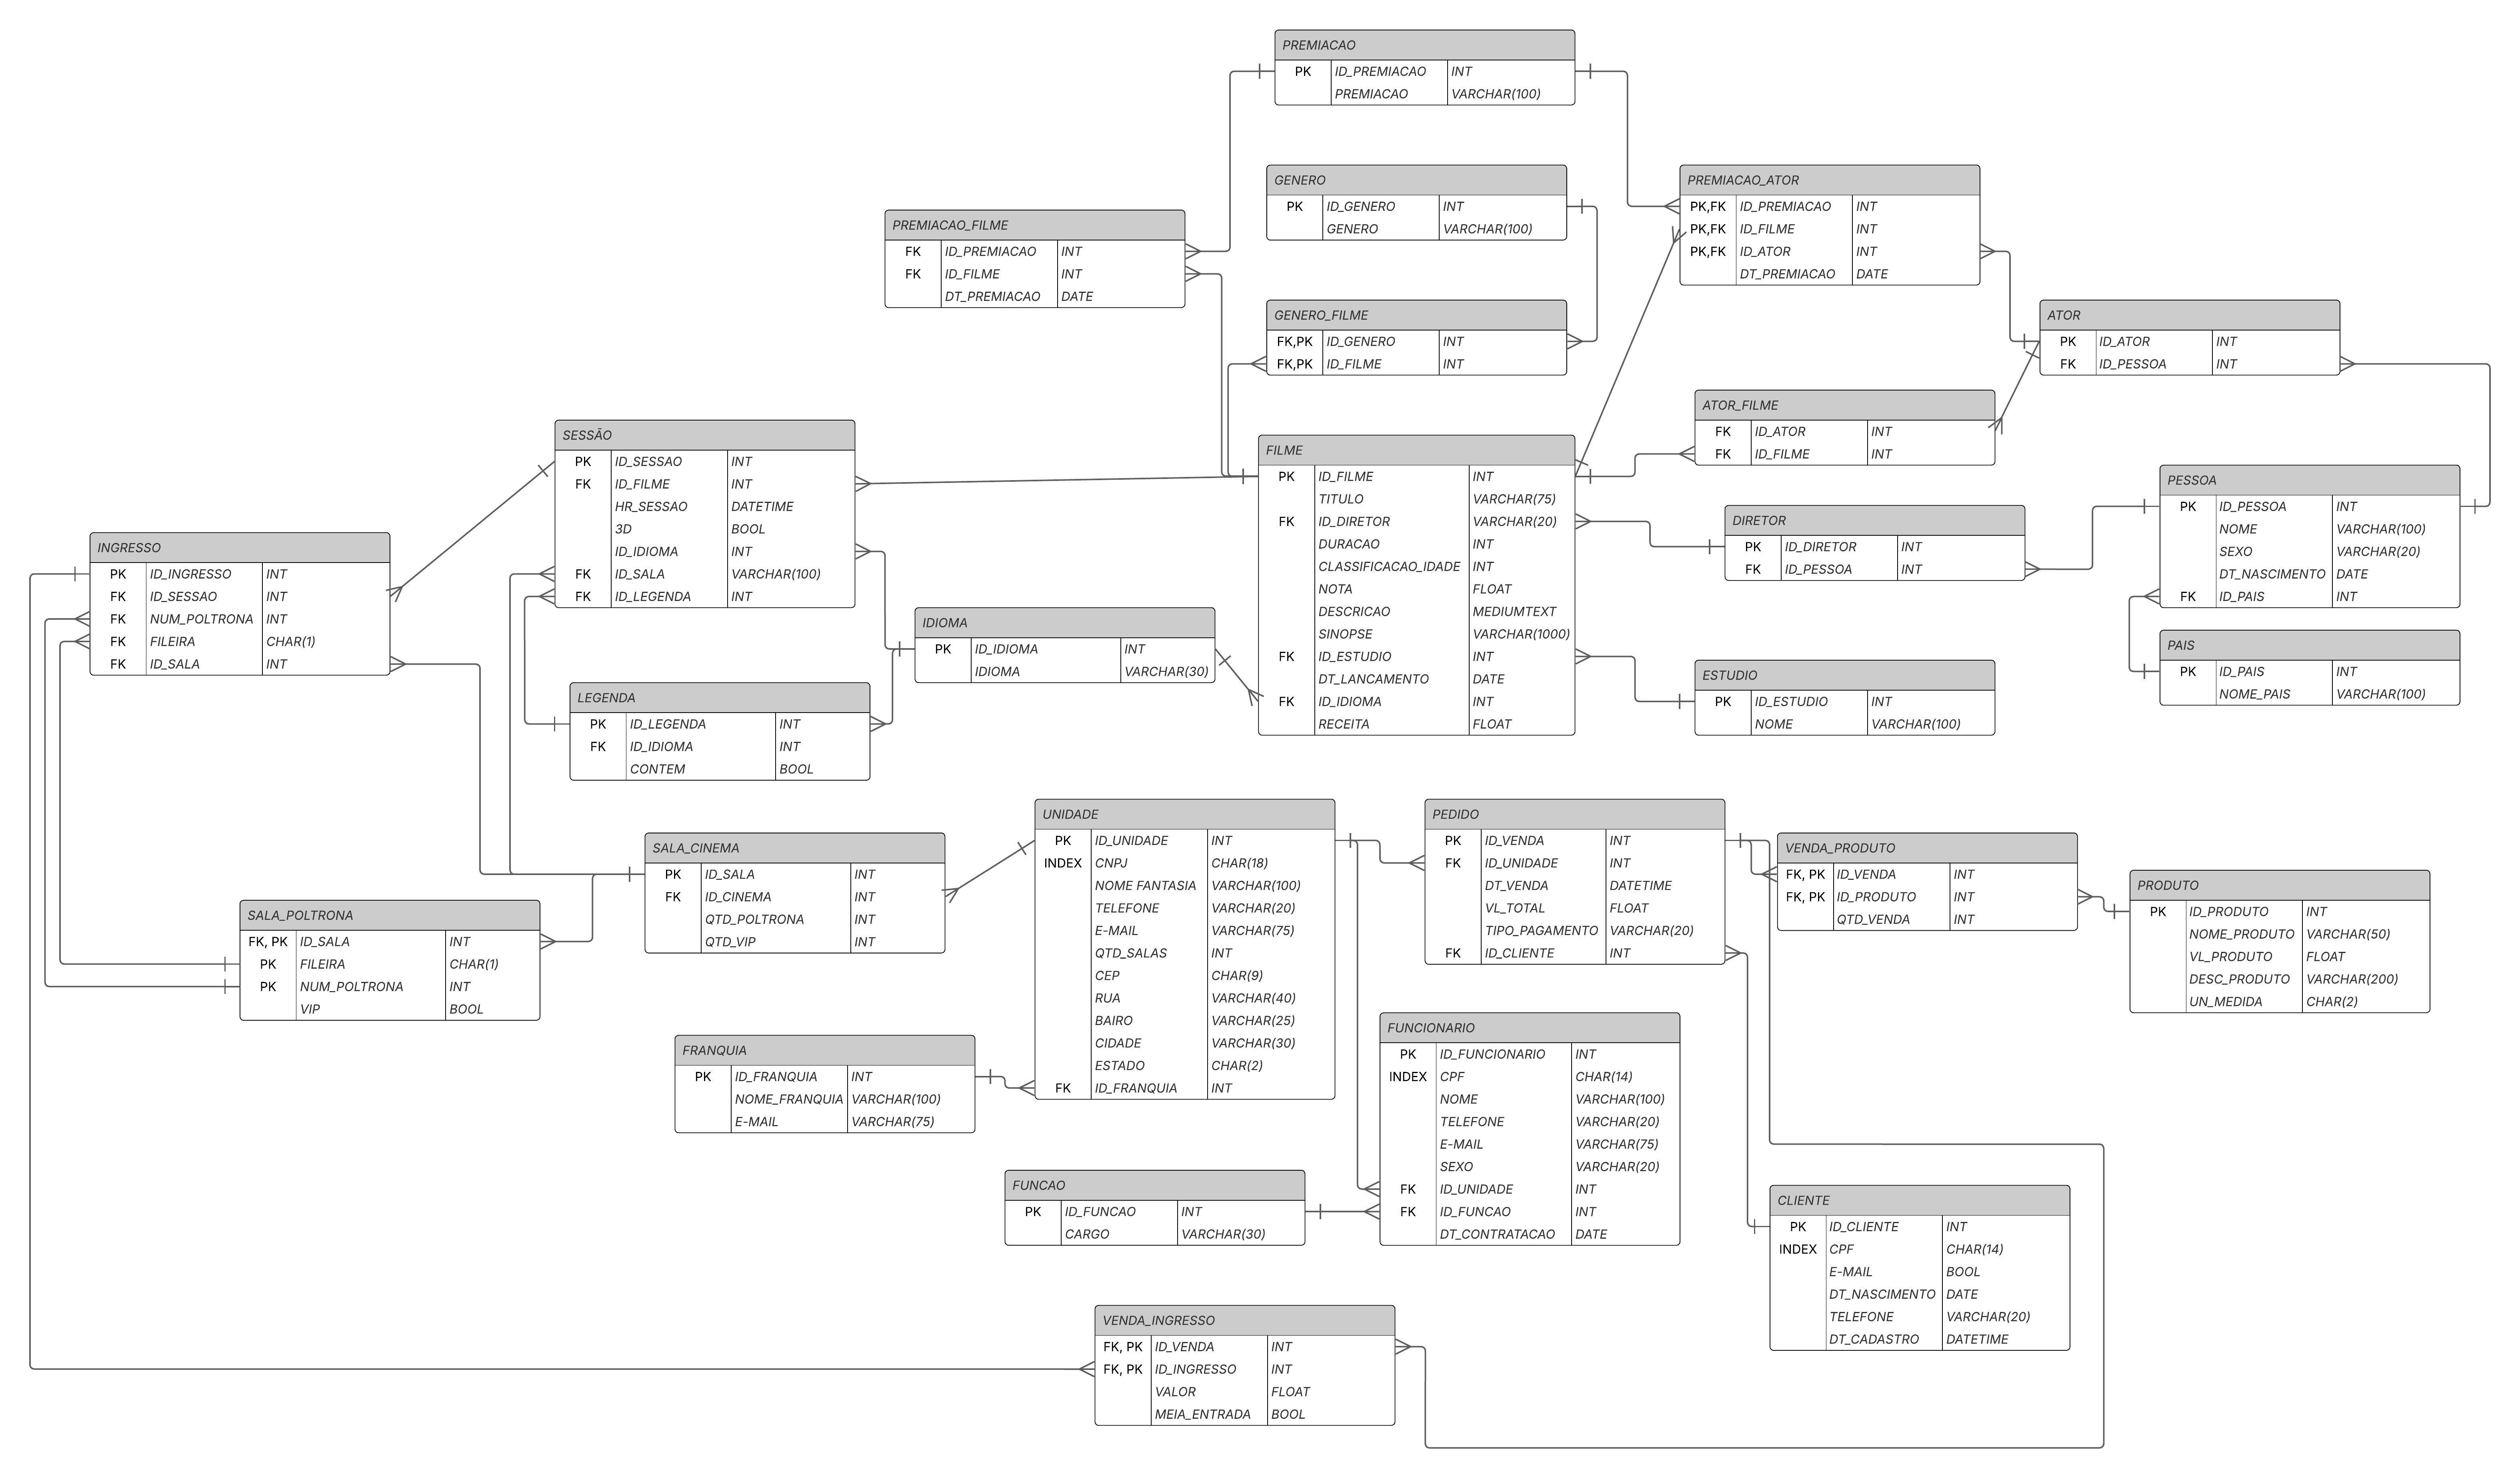 PREMIACAO
PK ID_PREMIACAO INT
PREMIACAO VARCHAR(100)
GENERO
PK ID_GENERO INT
GENERO VARCHAR(100)
PREMIACAO_ATOR
PK,FK ID_PREMIACAO INT
PK,FK ID_FILME INT
PK,FK ID_ATOR INT
DT_PREMIACAO DATE
PREMIACAO_FILME
FK ID_PREMIACAO INT
FK ID_FILME INT
DT_PREMIACAO DATE
GENERO_FILME
FK,PK ID_GENERO INT
FK,PK ID_FILME INT
ATOR
PK ID_ATOR INT
FK ID_PESSOA INT
ATOR_FILME
FK ID_ATOR INT
FK ID_FILME INT
SESSÃO
PK ID_SESSAO INT
FK ID_FILME INT
HR_SESSAO DATETIME
3D BOOL
ID_IDIOMA INT
FK ID_SALA VARCHAR(100)
FK ID_LEGENDA INT
FILME
PK ID_FILME INT
TITULO VARCHAR(75)
FK ID_DIRETOR VARCHAR(20)
DURACAO INT
CLASSIFICACAO_IDADE INT
NOTA FLOAT
DESCRICAO MEDIUMTEXT
SINOPSE VARCHAR(1000)
FK ID_ESTUDIO INT
DT_LANCAMENTO DATE
FK ID_IDIOMA INT
RECEITA FLOAT
PESSOA
PK ID_PESSOA INT
NOME VARCHAR(100)
SEXO VARCHAR(20)
DT_NASCIMENTO DATE
FK ID_PAIS INT
DIRETOR
PK ID_DIRETOR INT
FK ID_PESSOA INT
INGRESSO
PK ID_INGRESSO INT
FK ID_SESSAO INT
FK NUM_POLTRONA INT
FK FILEIRA CHAR(1)
FK ID_SALA INT
IDIOMA
PK ID_IDIOMA INT
IDIOMA VARCHAR(30)
PAIS
PK ID_PAIS INT
NOME_PAIS VARCHAR(100)
ESTUDIO
PK ID_ESTUDIO INT
NOME VARCHAR(100)
LEGENDA
PK ID_LEGENDA INT
FK ID_IDIOMA INT
CONTEM BOOL
UNIDADE
PK ID_UNIDADE INT
INDEX CNPJ CHAR(18)
NOME FANTASIA VARCHAR(100)
TELEFONE VARCHAR(20)
E-MAIL VARCHAR(75)
QTD_SALAS INT
CEP CHAR(9)
RUA VARCHAR(40)
BAIRO VARCHAR(25)
CIDADE VARCHAR(30)
ESTADO CHAR(2)
FK ID_FRANQUIA INT
PEDIDO
PK ID_VENDA INT
FK ID_UNIDADE INT
DT_VENDA DATETIME
VL_TOTAL FLOAT
TIPO_PAGAMENTO VARCHAR(20)
FK ID_CLIENTE INT
SALA_CINEMA
PK ID_SALA INT
FK ID_CINEMA INT
QTD_POLTRONA INT
QTD_VIP INT
VENDA_PRODUTO
FK, PK ID_VENDA INT
FK, PK ID_PRODUTO INT
QTD_VENDA INT
PRODUTO
PK ID_PRODUTO INT
NOME_PRODUTO VARCHAR(50)
VL_PRODUTO FLOAT
DESC_PRODUTO VARCHAR(200)
UN_MEDIDA CHAR(2)
SALA_POLTRONA
FK, PK ID_SALA INT
PK FILEIRA CHAR(1)
PK NUM_POLTRONA INT
VIP BOOL
FUNCIONARIO
PK ID_FUNCIONARIO INT
INDEX CPF CHAR(14)
NOME VARCHAR(100)
TELEFONE VARCHAR(20)
E-MAIL VARCHAR(75)
SEXO VARCHAR(20)
FK ID_UNIDADE INT
FK ID_FUNCAO INT
DT_CONTRATACAO DATE
FRANQUIA
PK ID_FRANQUIA INT
NOME_FRANQUIA VARCHAR(100)
E-MAIL VARCHAR(75)
FUNCAO
PK ID_FUNCAO INT
CARGO VARCHAR(30)
CLIENTE
PK ID_CLIENTE INT
INDEX CPF CHAR(14)
E-MAIL BOOL
DT_NASCIMENTO DATE
TELEFONE VARCHAR(20)
DT_CADASTRO DATETIME
VENDA_INGRESSO
FK, PK ID_VENDA INT
FK, PK ID_INGRESSO INT
VALOR FLOAT
MEIA_ENTRADA BOOL